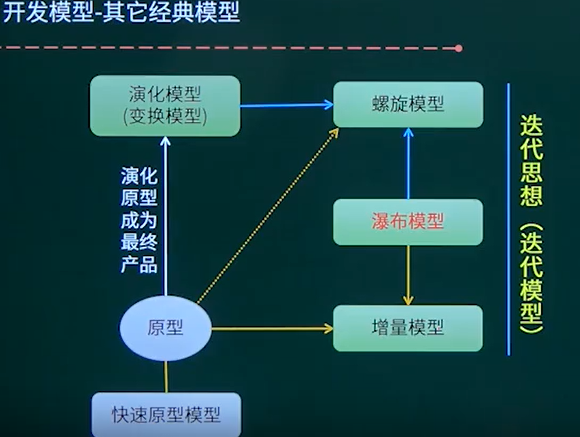 开发模型-其它经典模型
演化模型
(变换模型)
螺旋模型
演化
原型
成为
最终
产品
瀑布模型
原型
增量模型
快速原型模型
迭代思想（迭代模型）